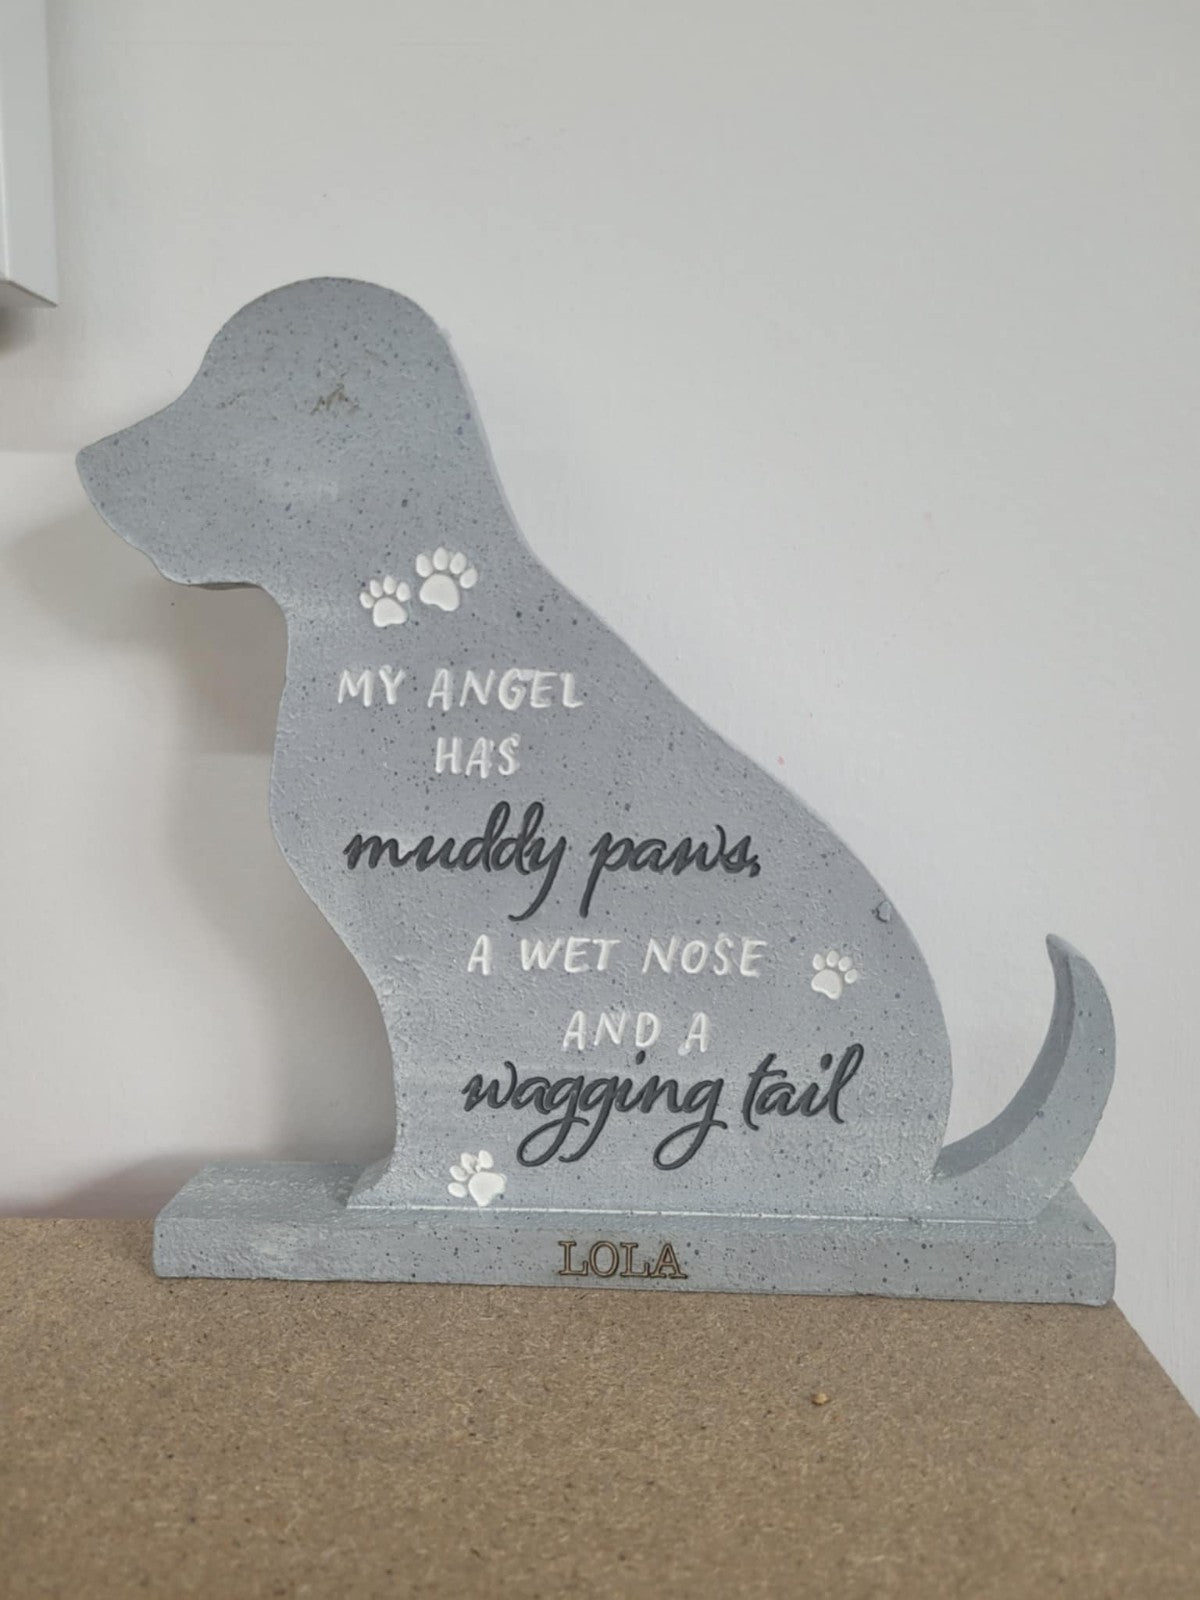 MY ANGEL
HAS
muddy paws,
A WET NOSE
AND A
wagging tail
LOLA